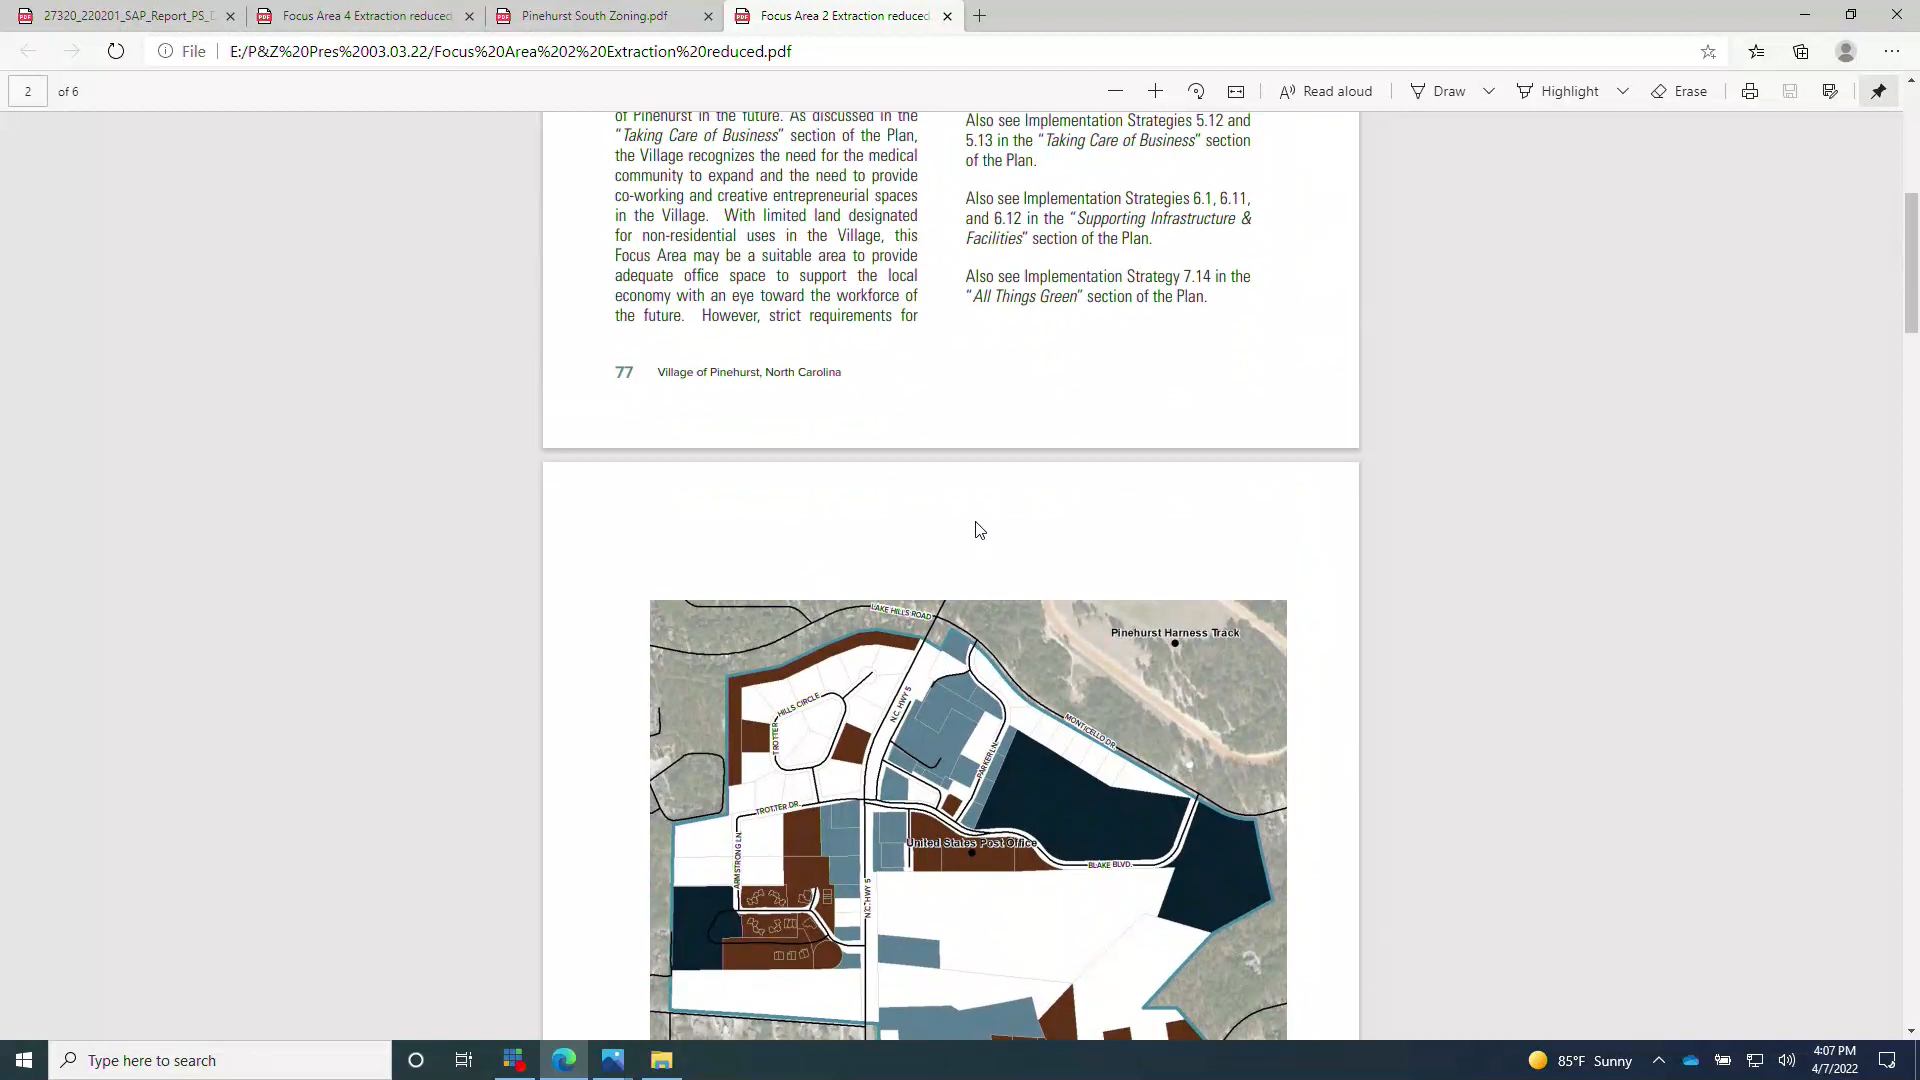 27320_220201_SAP_Report_PS_D
Focus Area 4 Extraction reduced
Pinehurst South Zoning.pdf
Focus Area 2 Extraction reduced.
File
E:/P&Z%20Pres%2003.03.22/Focus%20Area%202%20Extraction%20reduced.pdf
2 of 6
Read aloud
Draw
Highlight
Erase
of Pinehurst in the future. As discussed in the
“Taking Care of Business” section of the Plan,
the Village recognizes the need for the medical
community to expand and the need to provide
co-working and creative entrepreneurial spaces
in the Village. With limited land designated
for non-residential uses in the Village, this
Focus Area may be a suitable area to provide
adequate office space to support the local
economy with an eye toward the workforce of
the future. However, strict requirements for
Also see Implementation Strategies 5.12 and
5.13 in the “Taking Care of Business” section
of the Plan.
Also see Implementation Strategies 6.1, 6.11,
and 6.12 in the “Supporting Infrastructure &
Facilities” section of the Plan.
Also see Implementation Strategy 7.14 in the
“All Things Green” section of the Plan.
77 Village of Pinehurst, North Carolina
LAKE HILLS ROAD
Pinehurst Harness Track
N.C. HWY 5
HILLS CIRCLE
TROTTER
MONTICELLO DR.
PARKER LN
TROTTER DR.
ARMSTRONG LN
United States Post Office
BLAKE BLVD.
N.C. HWY 5
Type here to search
85°F Sunny
4:07 PM
4/7/2022